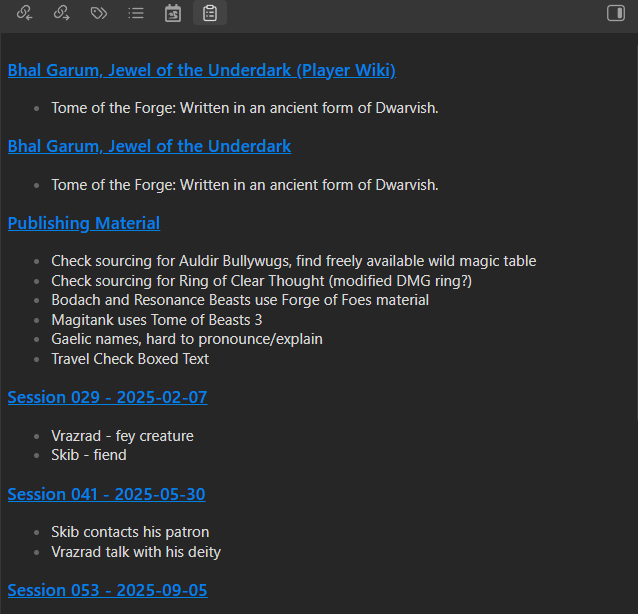 Bhal Garum, Jewel of the Underdark (Player Wiki)
Tome of the Forge: Written in an ancient form of Dwarvish.
Bhal Garum, Jewel of the Underdark
Tome of the Forge: Written in an ancient form of Dwarvish.
Publishing Material
Check sourcing for Auldir Bullywugs, find freely available wild magic table
Check sourcing for Ring of Clear Thought (modified DMG ring?)
Bodach and Resonance Beasts use Forge of Foes material
Magitank uses Tome of Beasts 3
Gaelic names, hard to pronounce/explain
Travel Check Boxed Text
Session 029 - 2025-02-07
Vrazrad - fey creature
Skib - fiend
Session 041 - 2025-05-30
Skib contacts his patron
Vrazrad talk with his deity
Session 053 - 2025-09-05